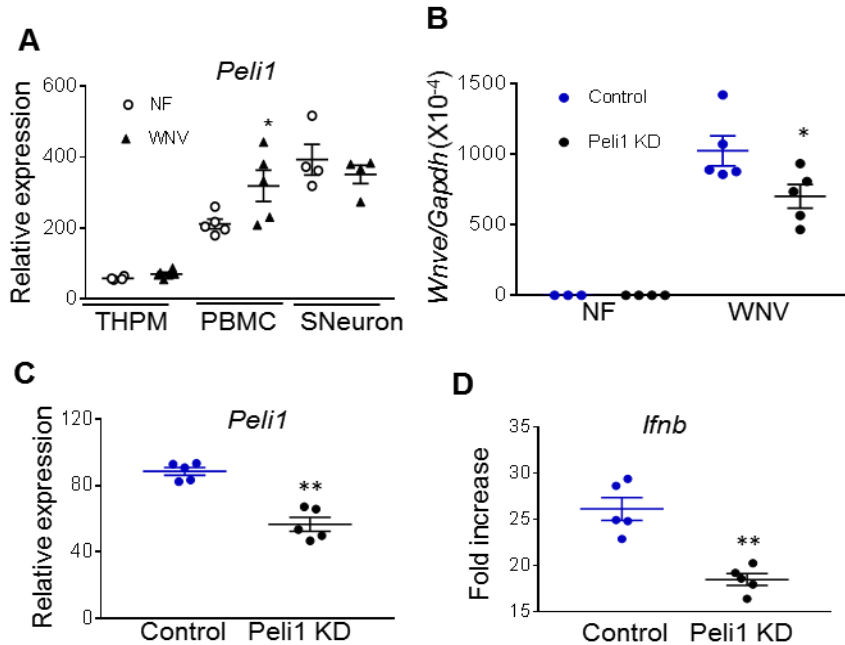 A
Peli1
Relative expression
600
400
200
0
NF
WNV
*
THPM PBMC SNeuron
B
Wnve/Gapdh (X10-4)
1500
1000
500
0
Control
Peli1 KD
*
NF WNV
C
Peli1
Relative expression
120
80
40
0
**
Control Peli1 KD
D
Ifnb
Fold increase
35
30
25
20
15
**
Control Peli1 KD